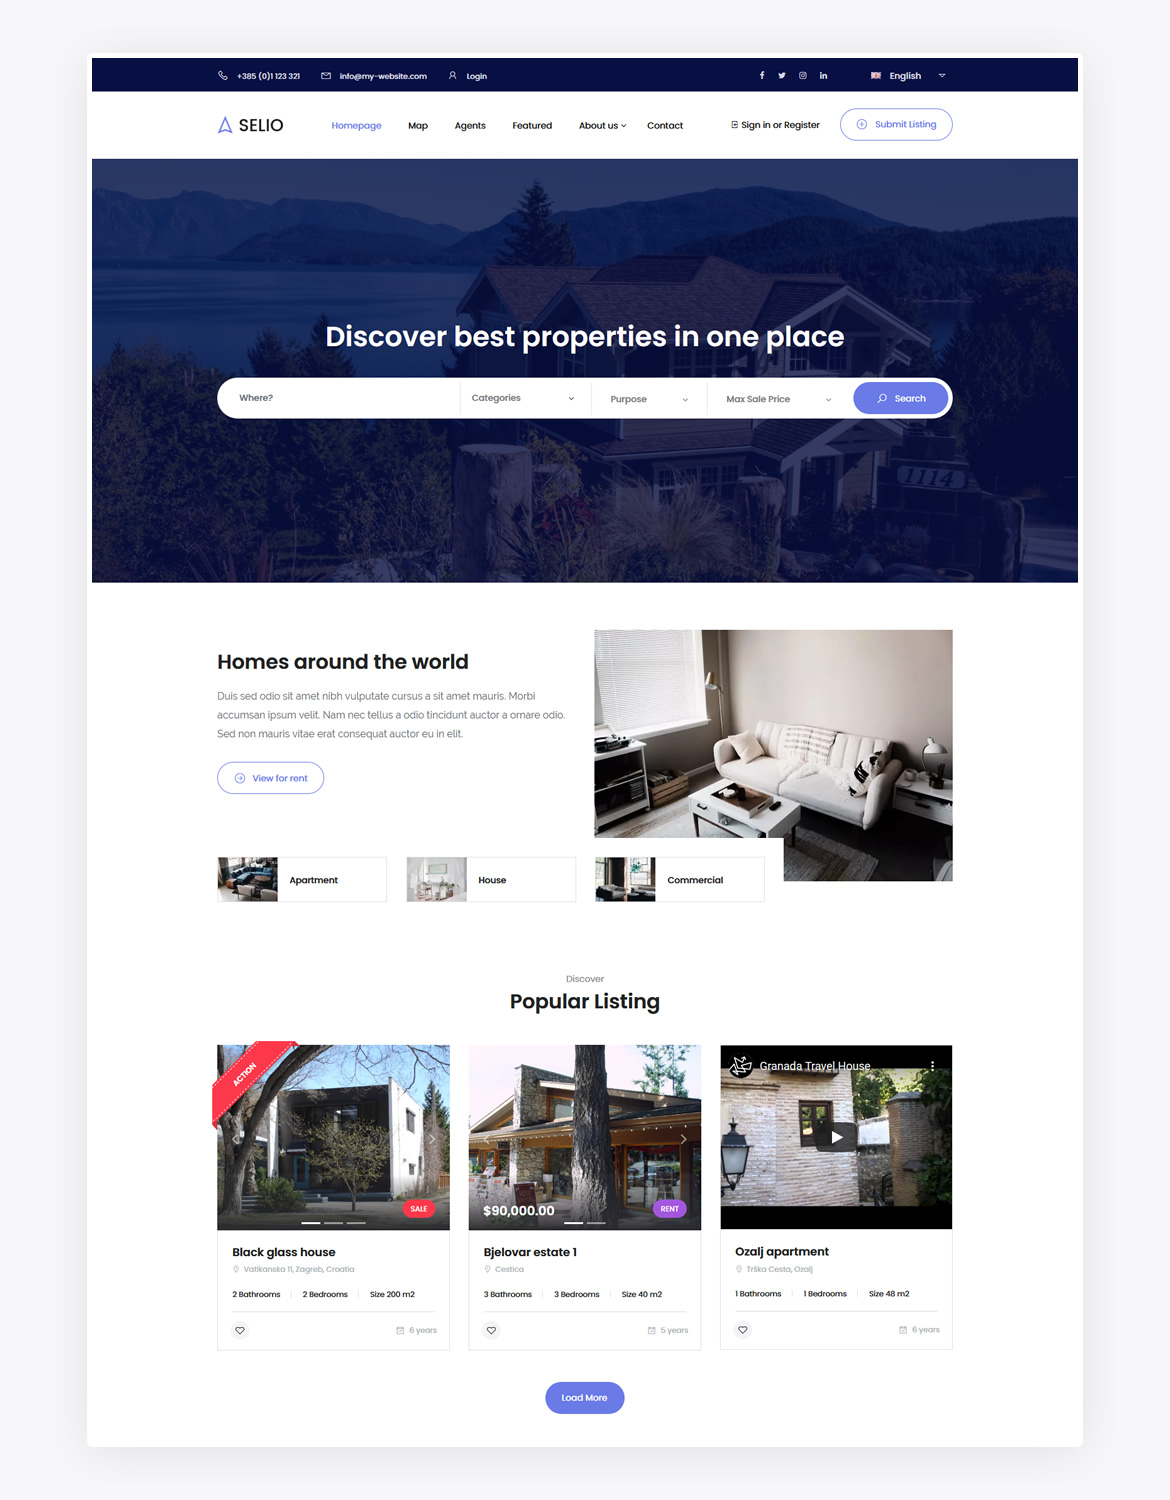 +385 (0)1 123 321 info@my-website.com Login English
SELIO Homepage Map Agents Featured About us Contact Sign in or Register Submit Listing
Discover best properties in one place
Where? Categories Purpose Max Sale Price Search
1114
Homes around the world
Duis sed odio sit amet nibh vulputate cursus a sit amet mauris. Morbi
accumsan ipsum velit. Nam nec tellus a odio tincidunt auctor a ornare odio.
Sed non mauris vitae erat consequat auctor eu in elit.
View for rent
Apartment House Commercial
Discover
Popular Listing
ACTION
SALE
$90,000.00 RENT
Granada Travel House
Black glass house
Vatikanska 11, Zagreb, Croatia
2 Bathrooms 2 Bedrooms Size 200 m2
6 years
Bjelovar estate 1
Cestica
3 Bathrooms 3 Bedrooms Size 40 m2
5 years
Ozalj apartment
Trška Cesta, Ozalj
1 Bathrooms 1 Bedrooms Size 48 m2
6 years
Load More